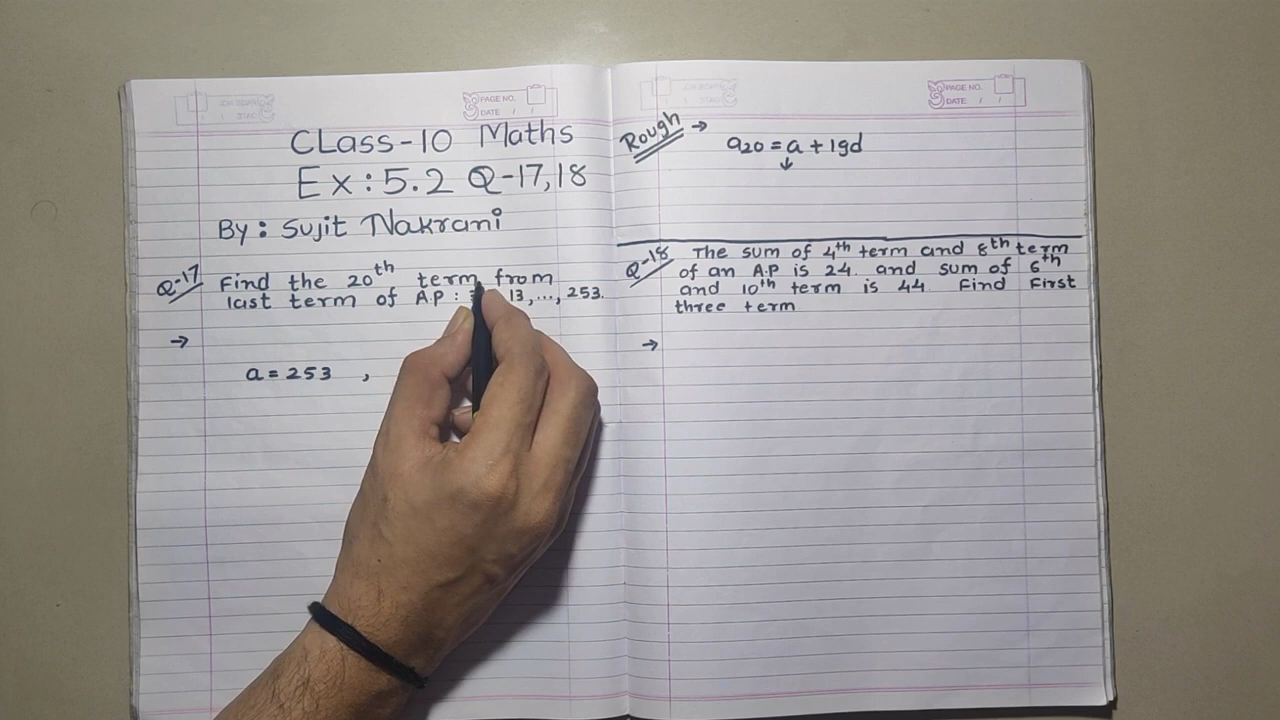 PAGE NO.
DATE / /
CLass-10 Maths
Ex:5.2 Q-17,18
By: Sujit Nakrani
Q-17 Find the 20th term from
last term of A.P : 13,..., 253.
→
a = 253 ,
PAGE NO.
DATE / /
Rough → a20 = a + 19d
↓
Q-18 The sum of 4th term and 8th term
of an A.P is 24. and sum of 6th
and 10th term is 44. Find First
three term
→